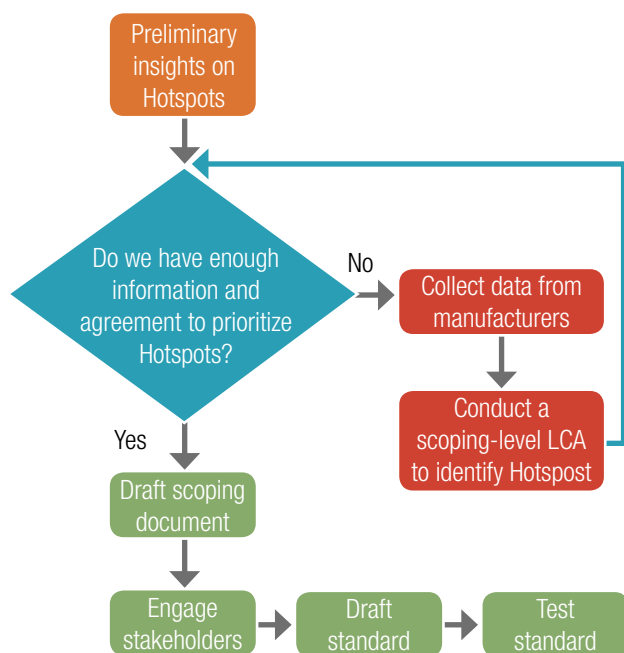 Preliminary
insights on
Hotspots
Do we have enough
information and
agreement to prioritize
Hotspots?
No
Collect data from
manufacturers
Conduct a
scoping-level LCA
to identify Hotspost
Yes
Draft scoping
document
Engage
stakeholders
Draft
standard
Test
standard